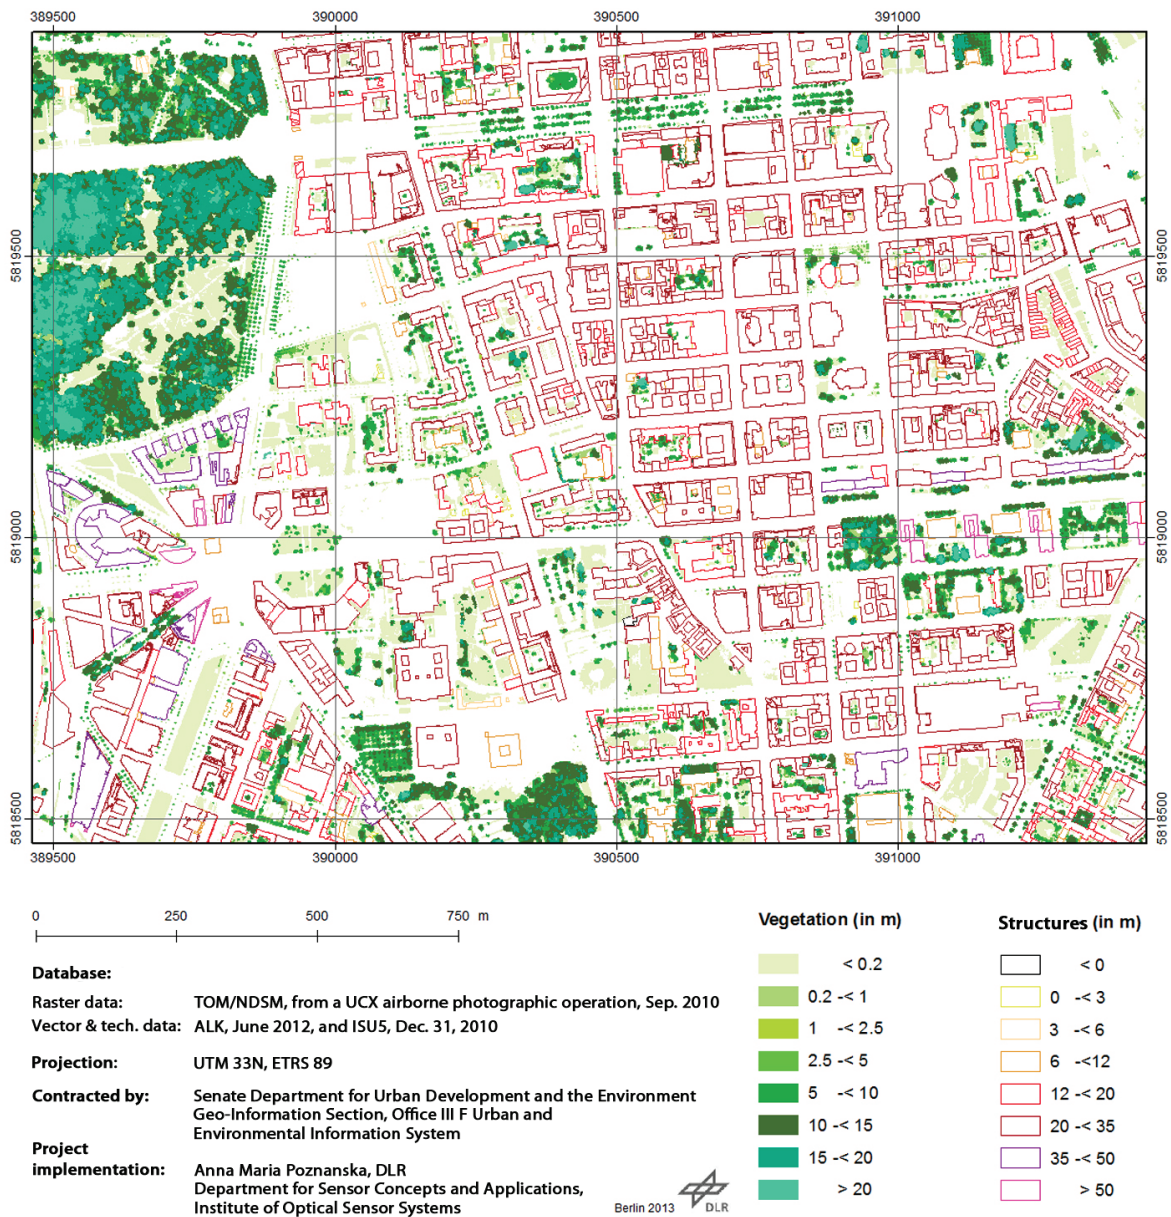 389500 390000 390500 391000
5819500 5819500
5819000 5819000
5818500 5818500
389500 390000 390500 391000
0 250 500 750 m
Database:
Raster data: TOM/NDSM, from a UCX airborne photographic operation, Sep. 2010
Vector & tech. data: ALK, June 2012, and ISU5, Dec. 31, 2010
Projection: UTM 33N, ETRS 89
Contracted by: Senate Department for Urban Development and the Environment
Geo-Information Section, Office III F Urban and
Environmental Information System
Project
implementation: Anna Maria Poznanska, DLR
Department for Sensor Concepts and Applications,
Institute of Optical Sensor Systems
Berlin 2013 DLR
Vegetation (in m)
< 0.2
0.2 -< 1
1 -< 2.5
2.5 -< 5
5 -< 10
10 -< 15
15 -< 20
> 20
Structures (in m)
< 0
0 -< 3
3 -< 6
6 -<12
12 -< 20
20 -< 35
35 -< 50
> 50